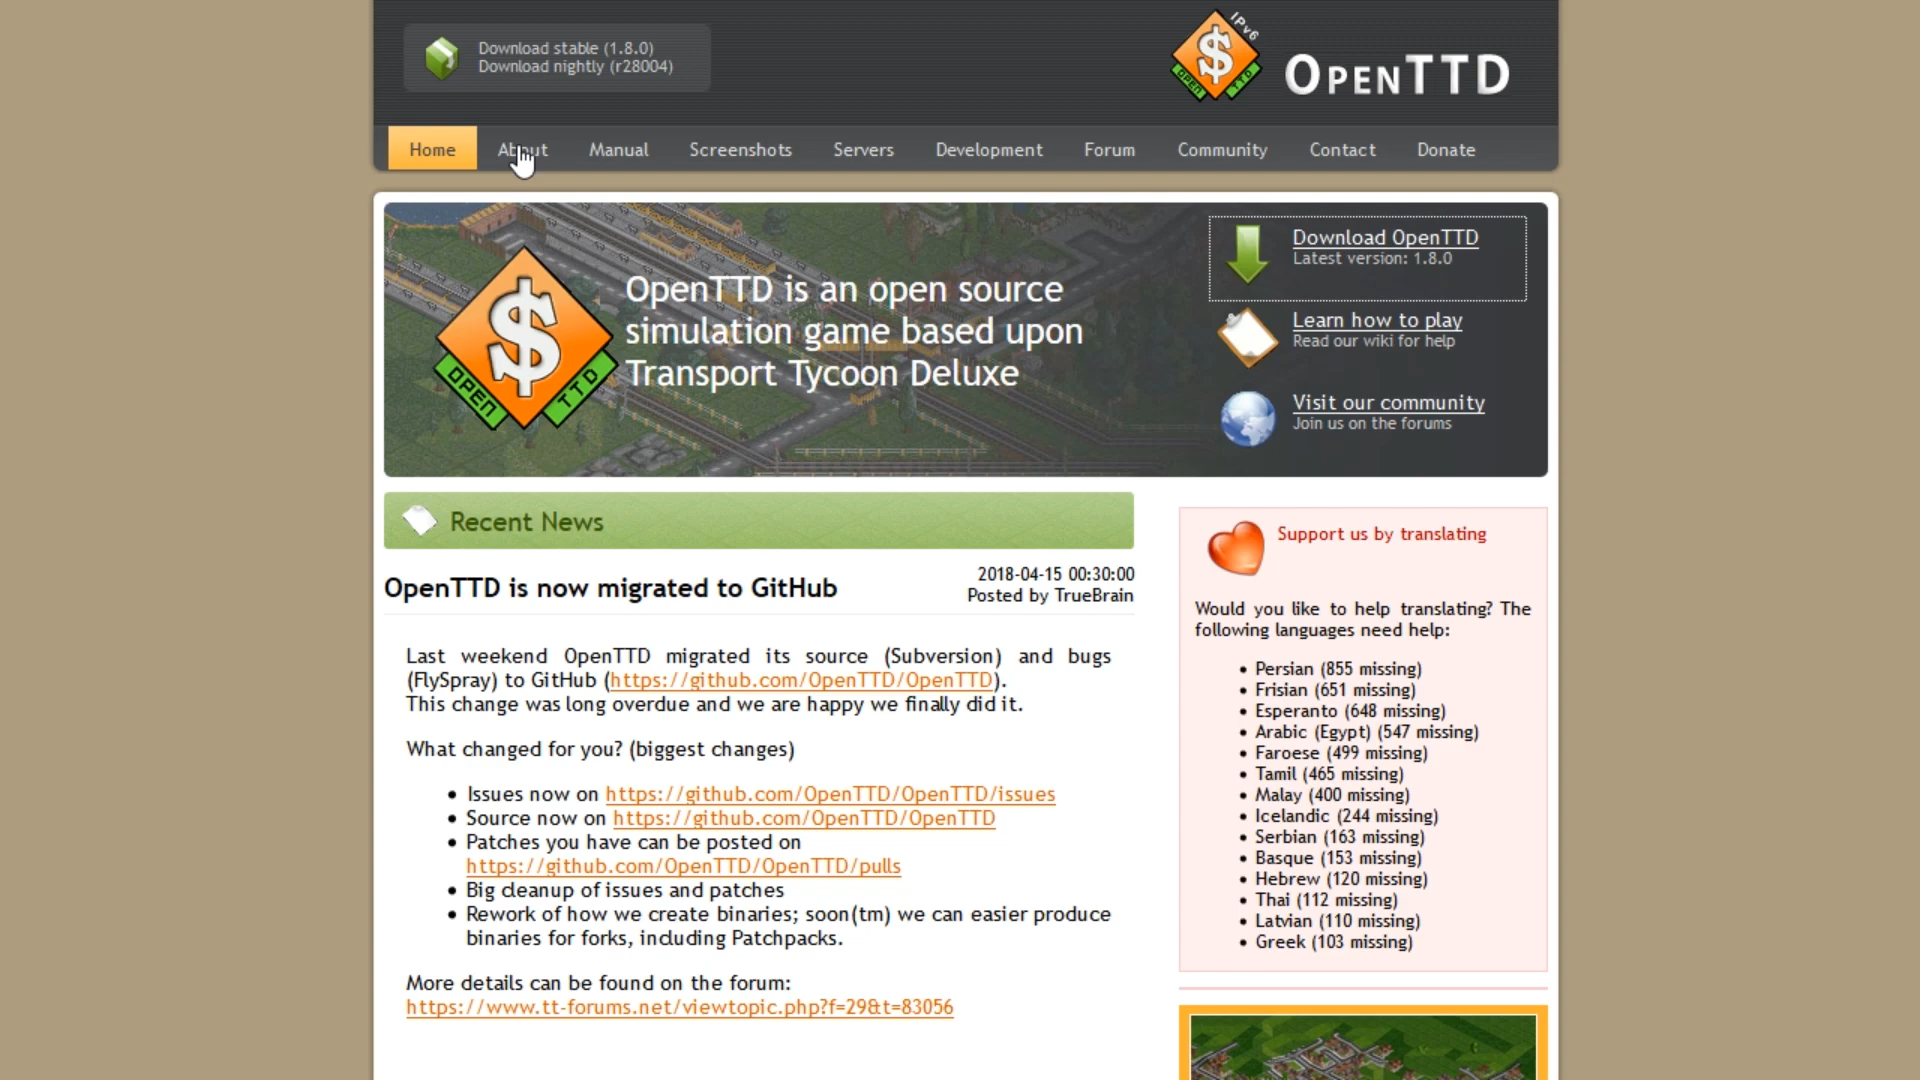 Download stable (1.8.0)
Download nightly (r28004)
IPv6
OPEN TTD
OPENTTD
Home About Manual Screenshots Servers Development Forum Community Contact Donate
OPEN TTD
OpenTTD is an open source
simulation game based upon
Transport Tycoon Deluxe
Download OpenTTD
Latest version: 1.8.0
Learn how to play
Read our wiki for help
Visit our community
Join us on the forums
Recent News
OpenTTD is now migrated to GitHub
2018-04-15 00:30:00
Posted by TrueBrain
Last weekend OpenTTD migrated its source (Subversion) and bugs
(FlySpray) to GitHub (https://github.com/OpenTTD/OpenTTD).
This change was long overdue and we are happy we finally did it.
What changed for you? (biggest changes)
• Issues now on https://github.com/OpenTTD/OpenTTD/issues
• Source now on https://github.com/OpenTTD/OpenTTD
• Patches you have can be posted on
https://github.com/OpenTTD/OpenTTD/pulls
• Big cleanup of issues and patches
• Rework of how we create binaries; soon(tm) we can easier produce
binaries for forks, including Patchpacks.
More details can be found on the forum:
https://www.tt-forums.net/viewtopic.php?f=29&t=83056
Support us by translating
Would you like to help translating? The
following languages need help:
• Persian (855 missing)
• Frisian (651 missing)
• Esperanto (648 missing)
• Arabic (Egypt) (547 missing)
• Faroese (499 missing)
• Tamil (465 missing)
• Malay (400 missing)
• Icelandic (244 missing)
• Serbian (163 missing)
• Basque (153 missing)
• Hebrew (120 missing)
• Thai (112 missing)
• Latvian (110 missing)
• Greek (103 missing)